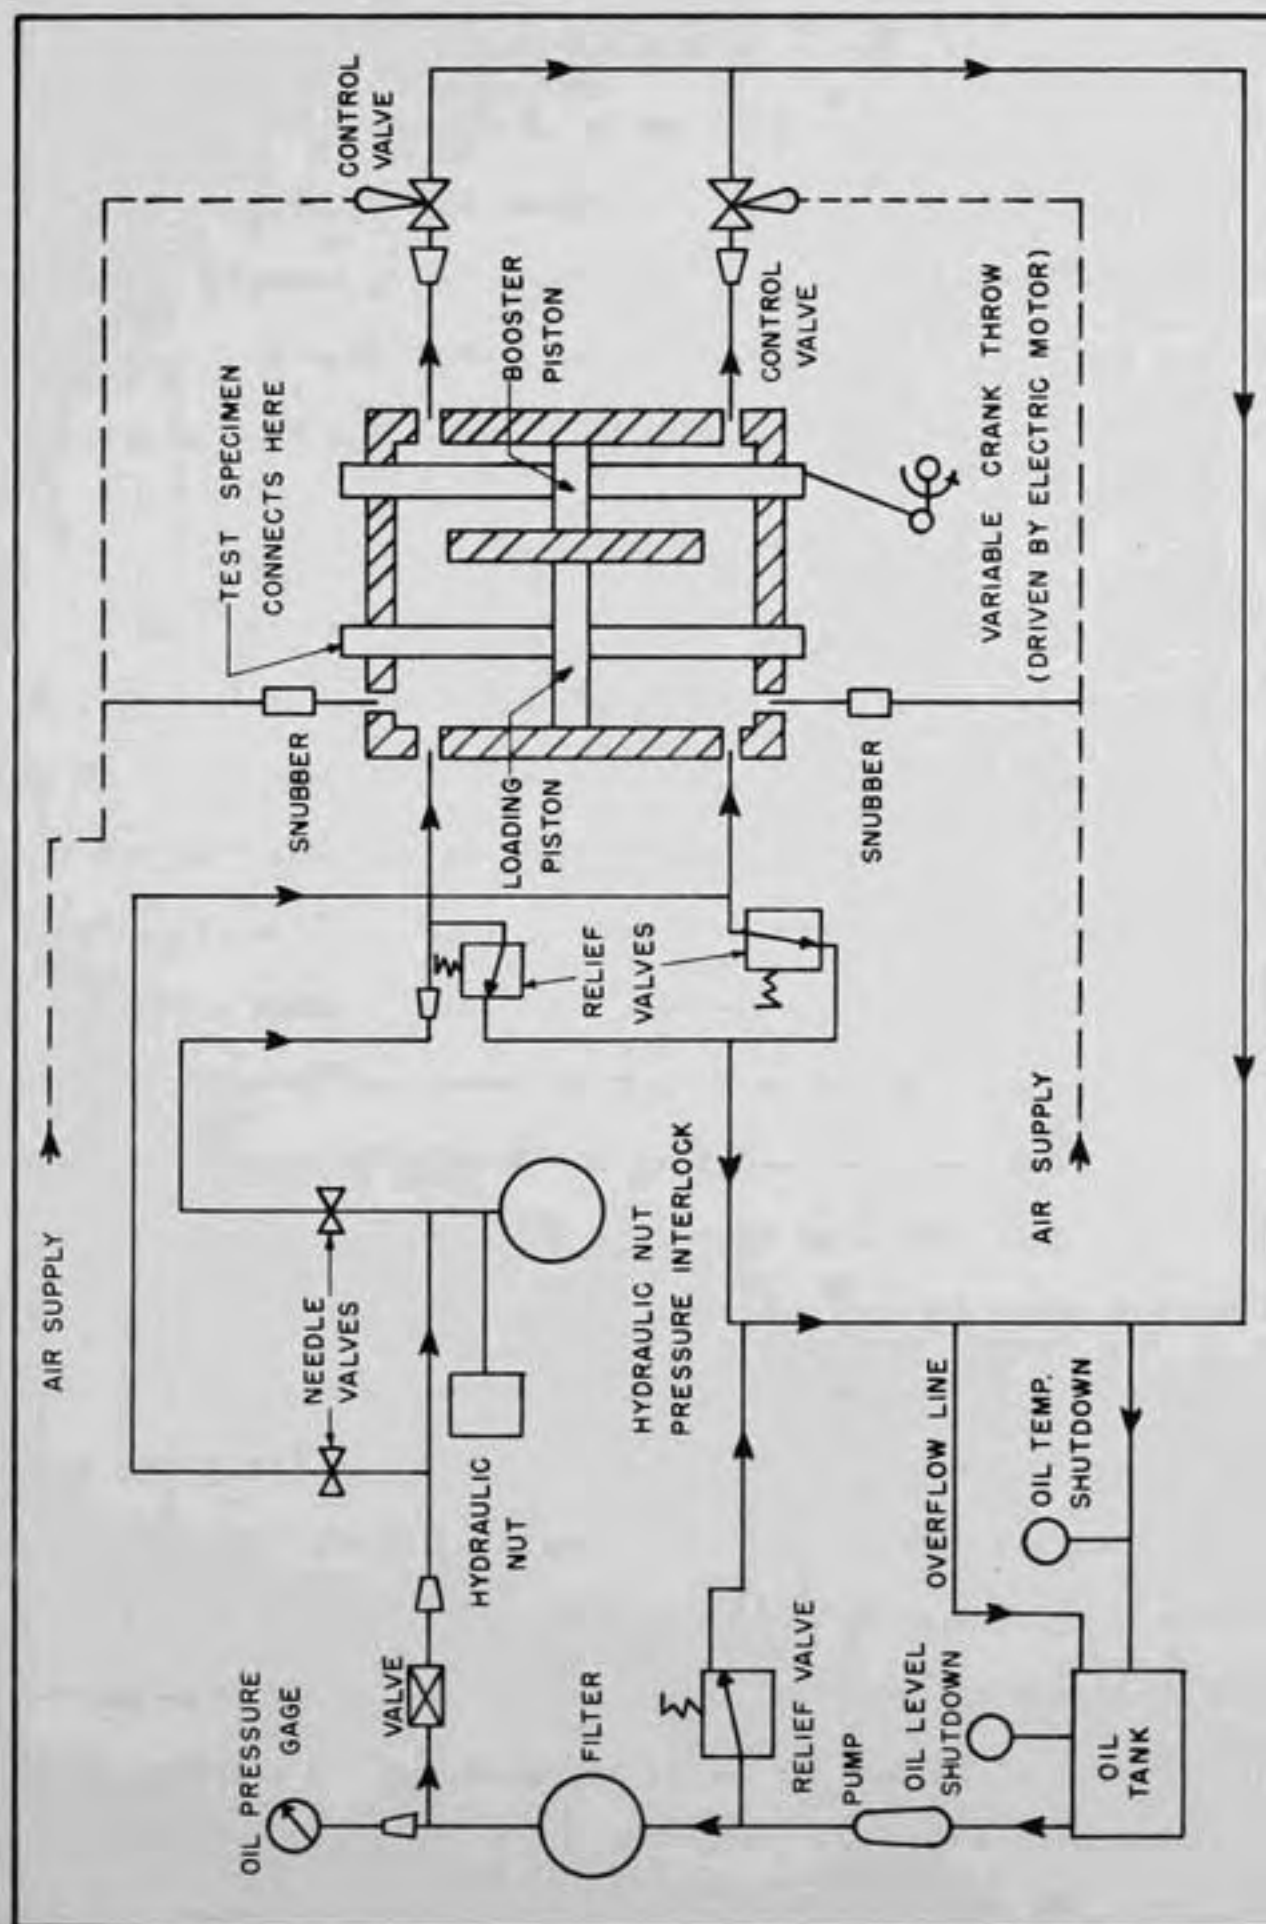 AIR SUPPLY
TEST SPECIMEN
CONNECTS HERE
CONTROL
VALVE
SNUBBER
BOOSTER
PISTON
LOADING
PISTON
NEEDLE
VALVES
OIL PRESSURE
GAGE
VALVE
HYDRAULIC
NUT
RELIEF
VALVES
CONTROL
VALVE
SNUBBER
FILTER
HYDRAULIC NUT
PRESSURE INTERLOCK
VARIABLE CRANK THROW
(DRIVEN BY ELECTRIC MOTOR)
RELIEF VALVE
PUMP
OIL LEVEL
SHUTDOWN
OVERFLOW LINE
OIL TEMP.
SHUTDOWN
AIR SUPPLY
OIL
TANK